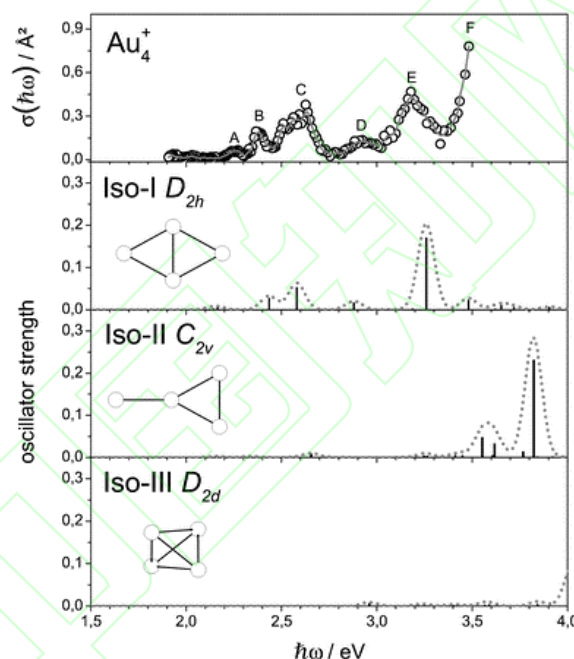 Au₄⁺
σ(ħω) / Å²
0,9
0,6
0,3
0,0
A
B
C
D
E
F
Iso-I D₂ₕ
0,3
0,2
0,1
0,0
Iso-II C₂ᵥ
0,3
0,2
0,1
0,0
oscillator strength
Iso-III D₂d
0,3
0,2
0,1
0,0
1,5 2,0 2,5 3,0 3,5 4,0
ħω / eV